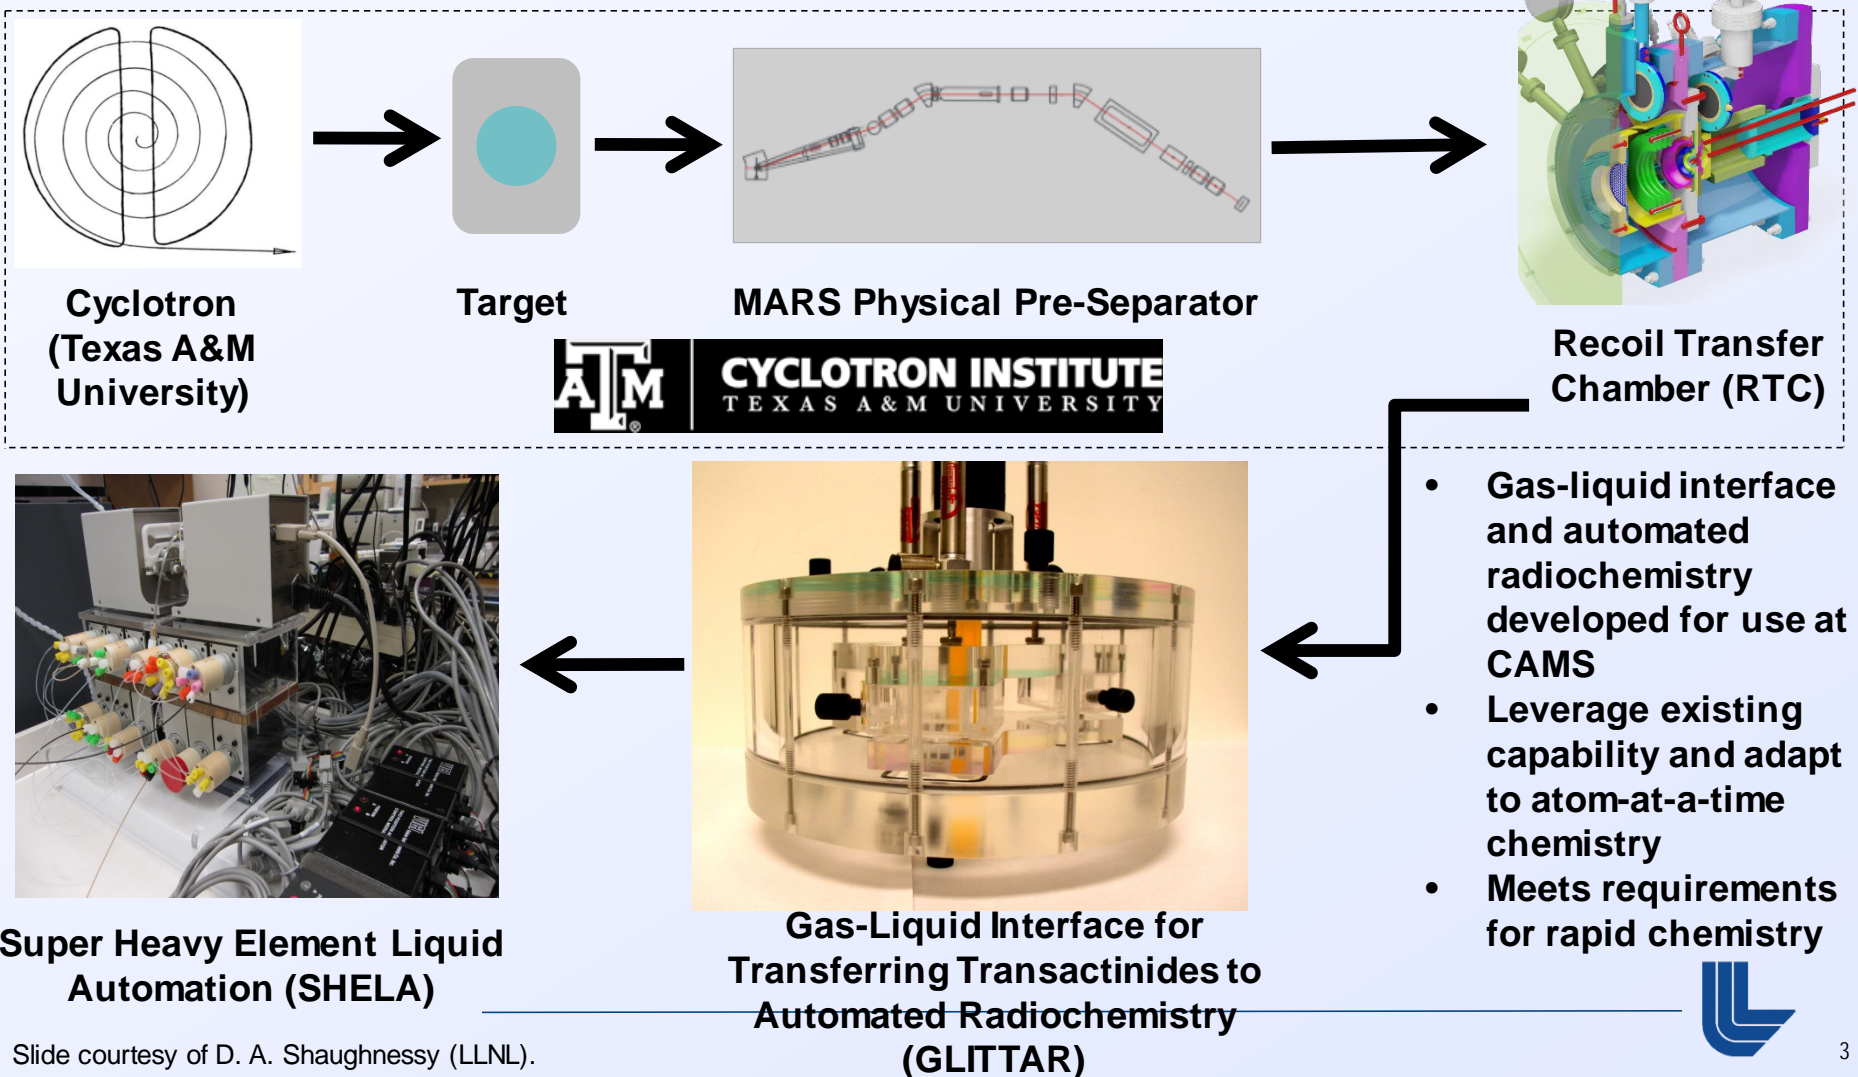 Cyclotron
(Texas A&M
University)
Target
MARS Physical Pre-Separator
Recoil Transfer
Chamber (RTC)
ATM
®
CYCLOTRON INSTITUTE
TEXAS A&M UNIVERSITY
• Gas-liquid interface
and automated
radiochemistry
developed for use at
CAMS
• Leverage existing
capability and adapt
to atom-at-a-time
chemistry
• Meets requirements
for rapid chemistry
Super Heavy Element Liquid
Automation (SHELA)
Gas-Liquid Interface for
Transferring Transactinides to
Automated Radiochemistry
(GLITTAR)
Slide courtesy of D. A. Shaughnessy (LLNL).
3